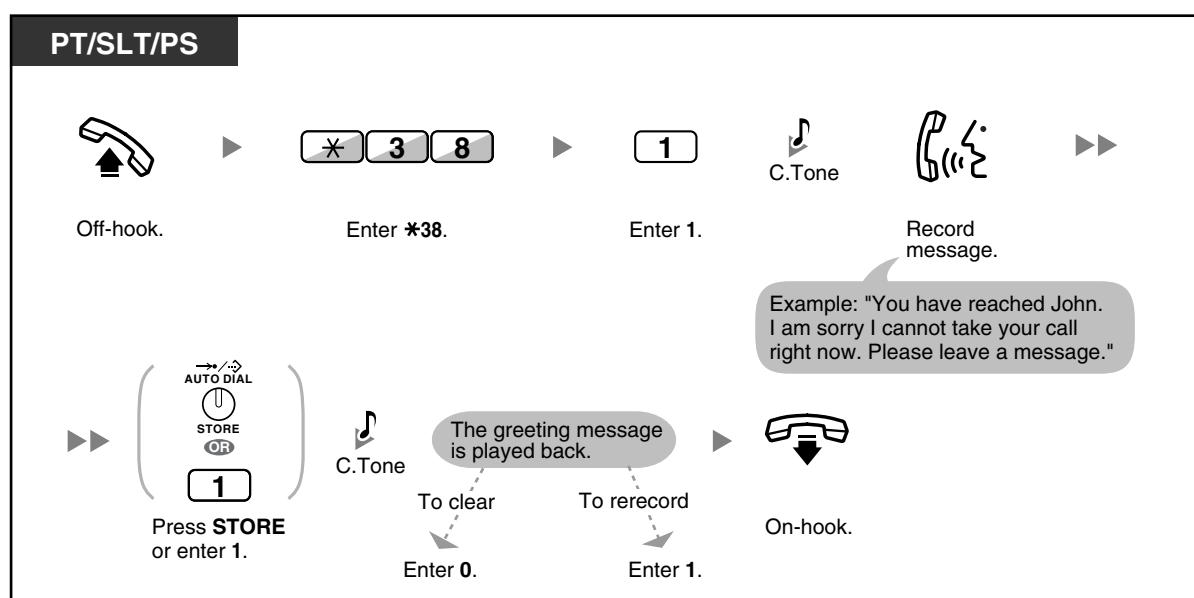 PT/SLT/PS
✳ 3 8
1
C.Tone
Off-hook.
Enter ✳38.
Enter 1.
Record
message.
Example: "You have reached John.
I am sorry I cannot take your call
right now. Please leave a message."
AUTO DIAL
STORE
OR
1
Press STORE
or enter 1.
C.Tone
The greeting message
is played back.
To clear
Enter 0.
To rerecord
Enter 1.
On-hook.